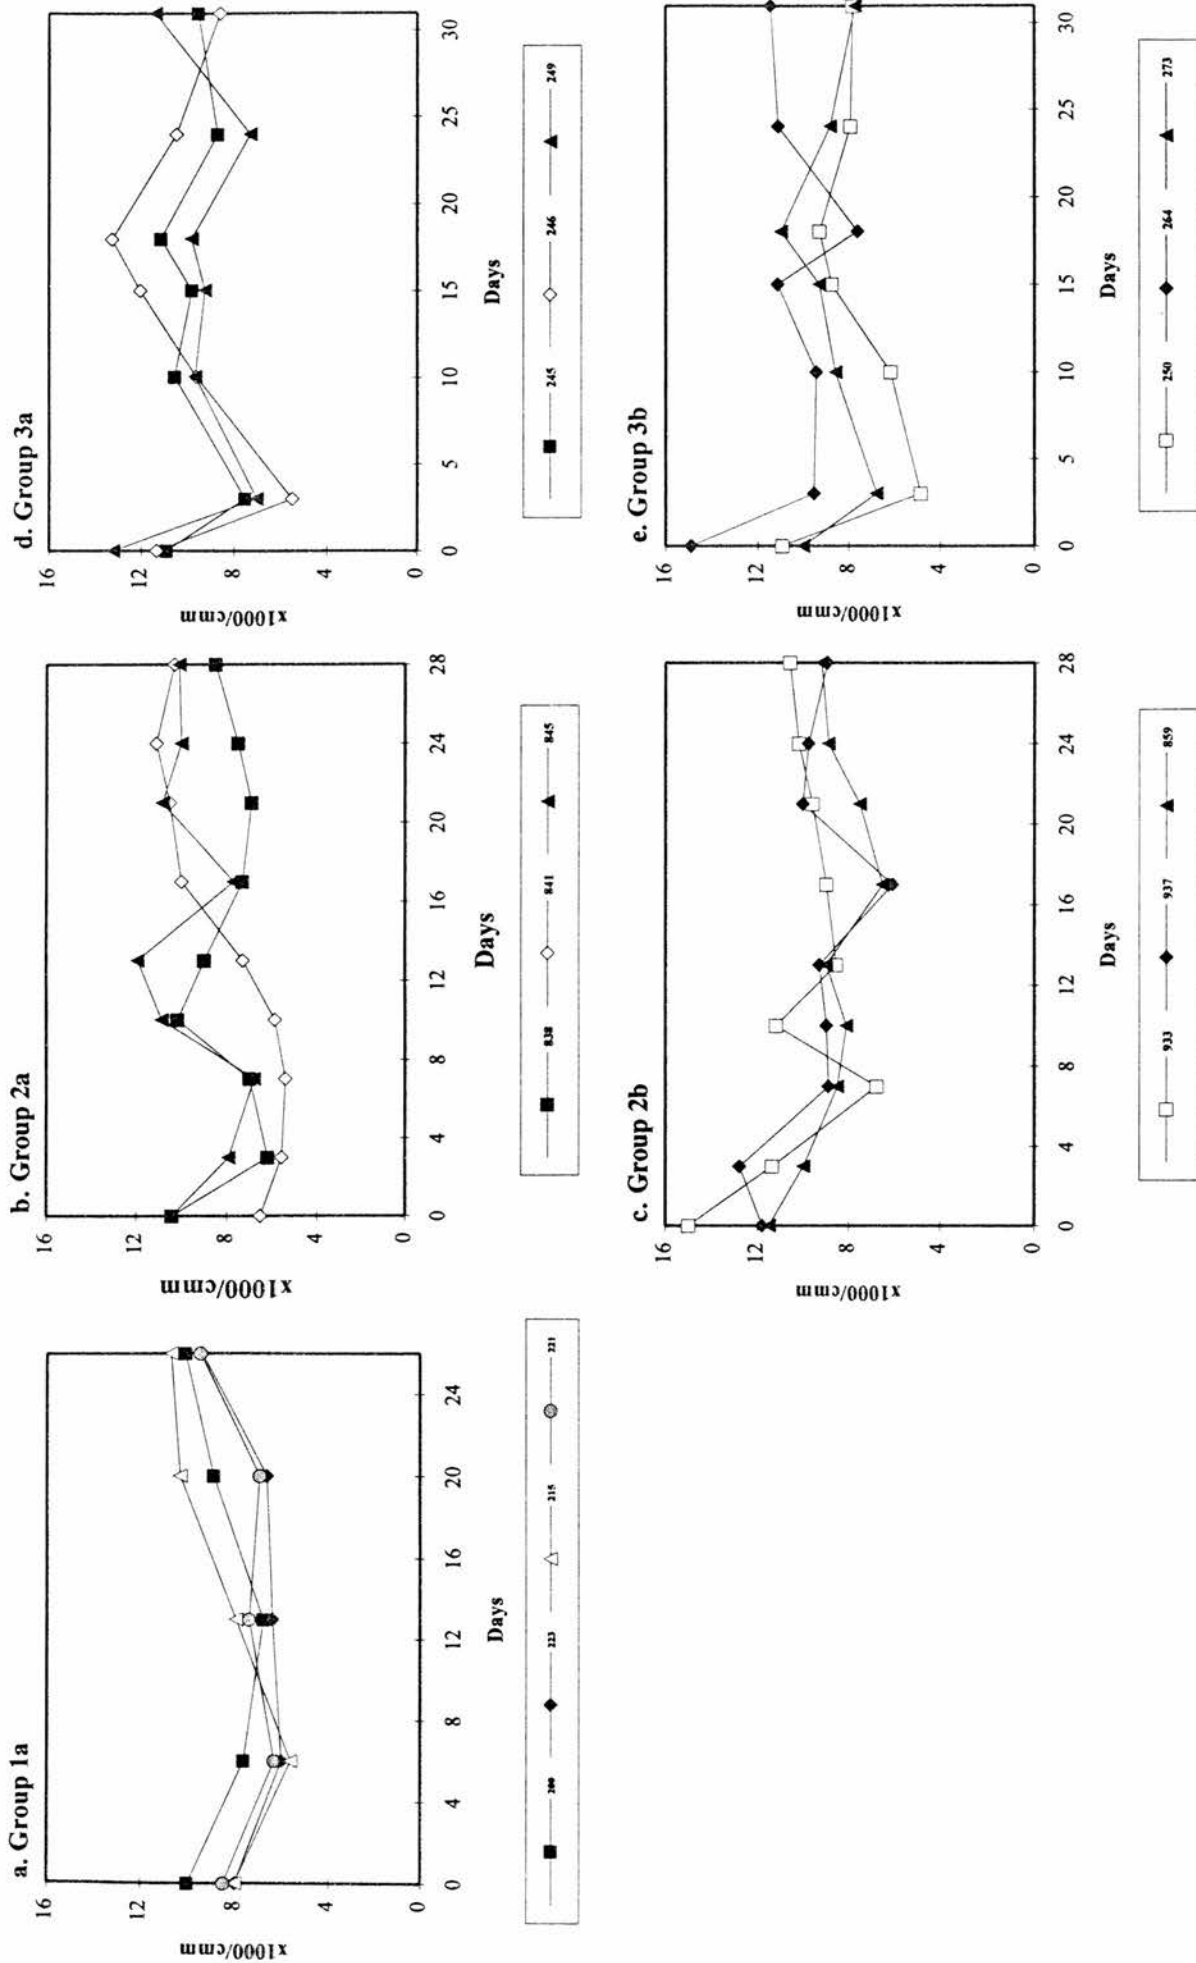 a. Group 1a
x1000/cmm
16
12
8
4
0
0 4 8 12 16 20 24
Days
200 223 215 221
b. Group 2a
x1000/cmm
16
12
8
4
0
0 4 8 12 16 20 24 28
Days
838 841 845
c. Group 2b
x1000/cmm
16
12
8
4
0
0 4 8 12 16 20 24 28
Days
933 937 859
d. Group 3a
x1000/cmm
16
12
8
4
0
0 5 10 15 20 25 30
Days
245 246 249
e. Group 3b
x1000/cmm
16
12
8
4
0
0 5 10 15 20 25 30
Days
250 264 273